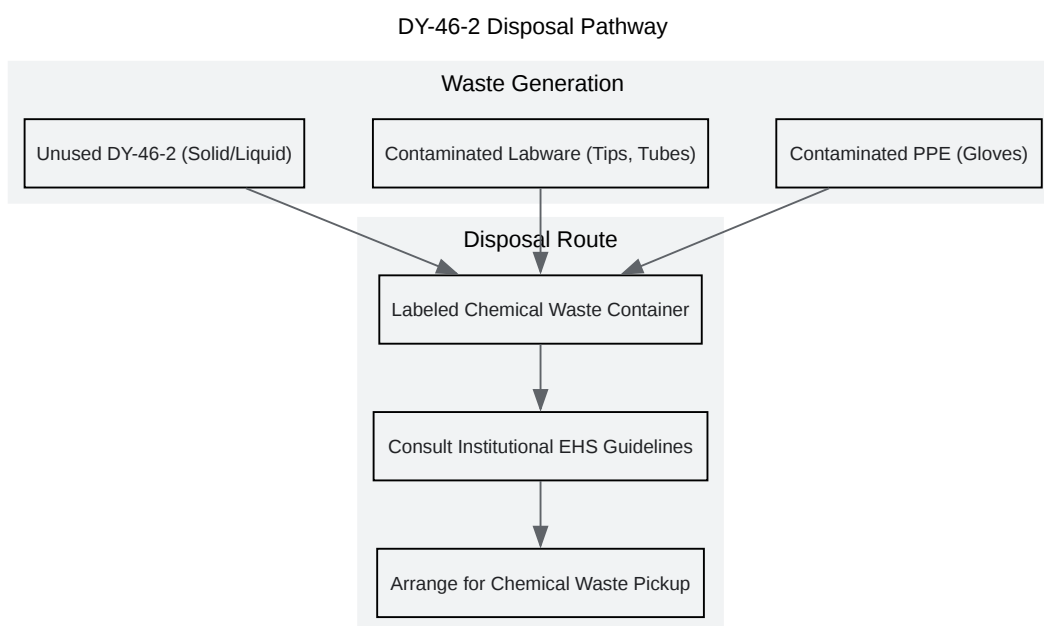 DY-46-2 Disposal Pathway
Waste Generation
Unused DY-46-2 (Solid/Liquid)
Contaminated Labware (Tips, Tubes)
Contaminated PPE (Gloves)
Disposal Route
Labeled Chemical Waste Container
Consult Institutional EHS Guidelines
Arrange for Chemical Waste Pickup